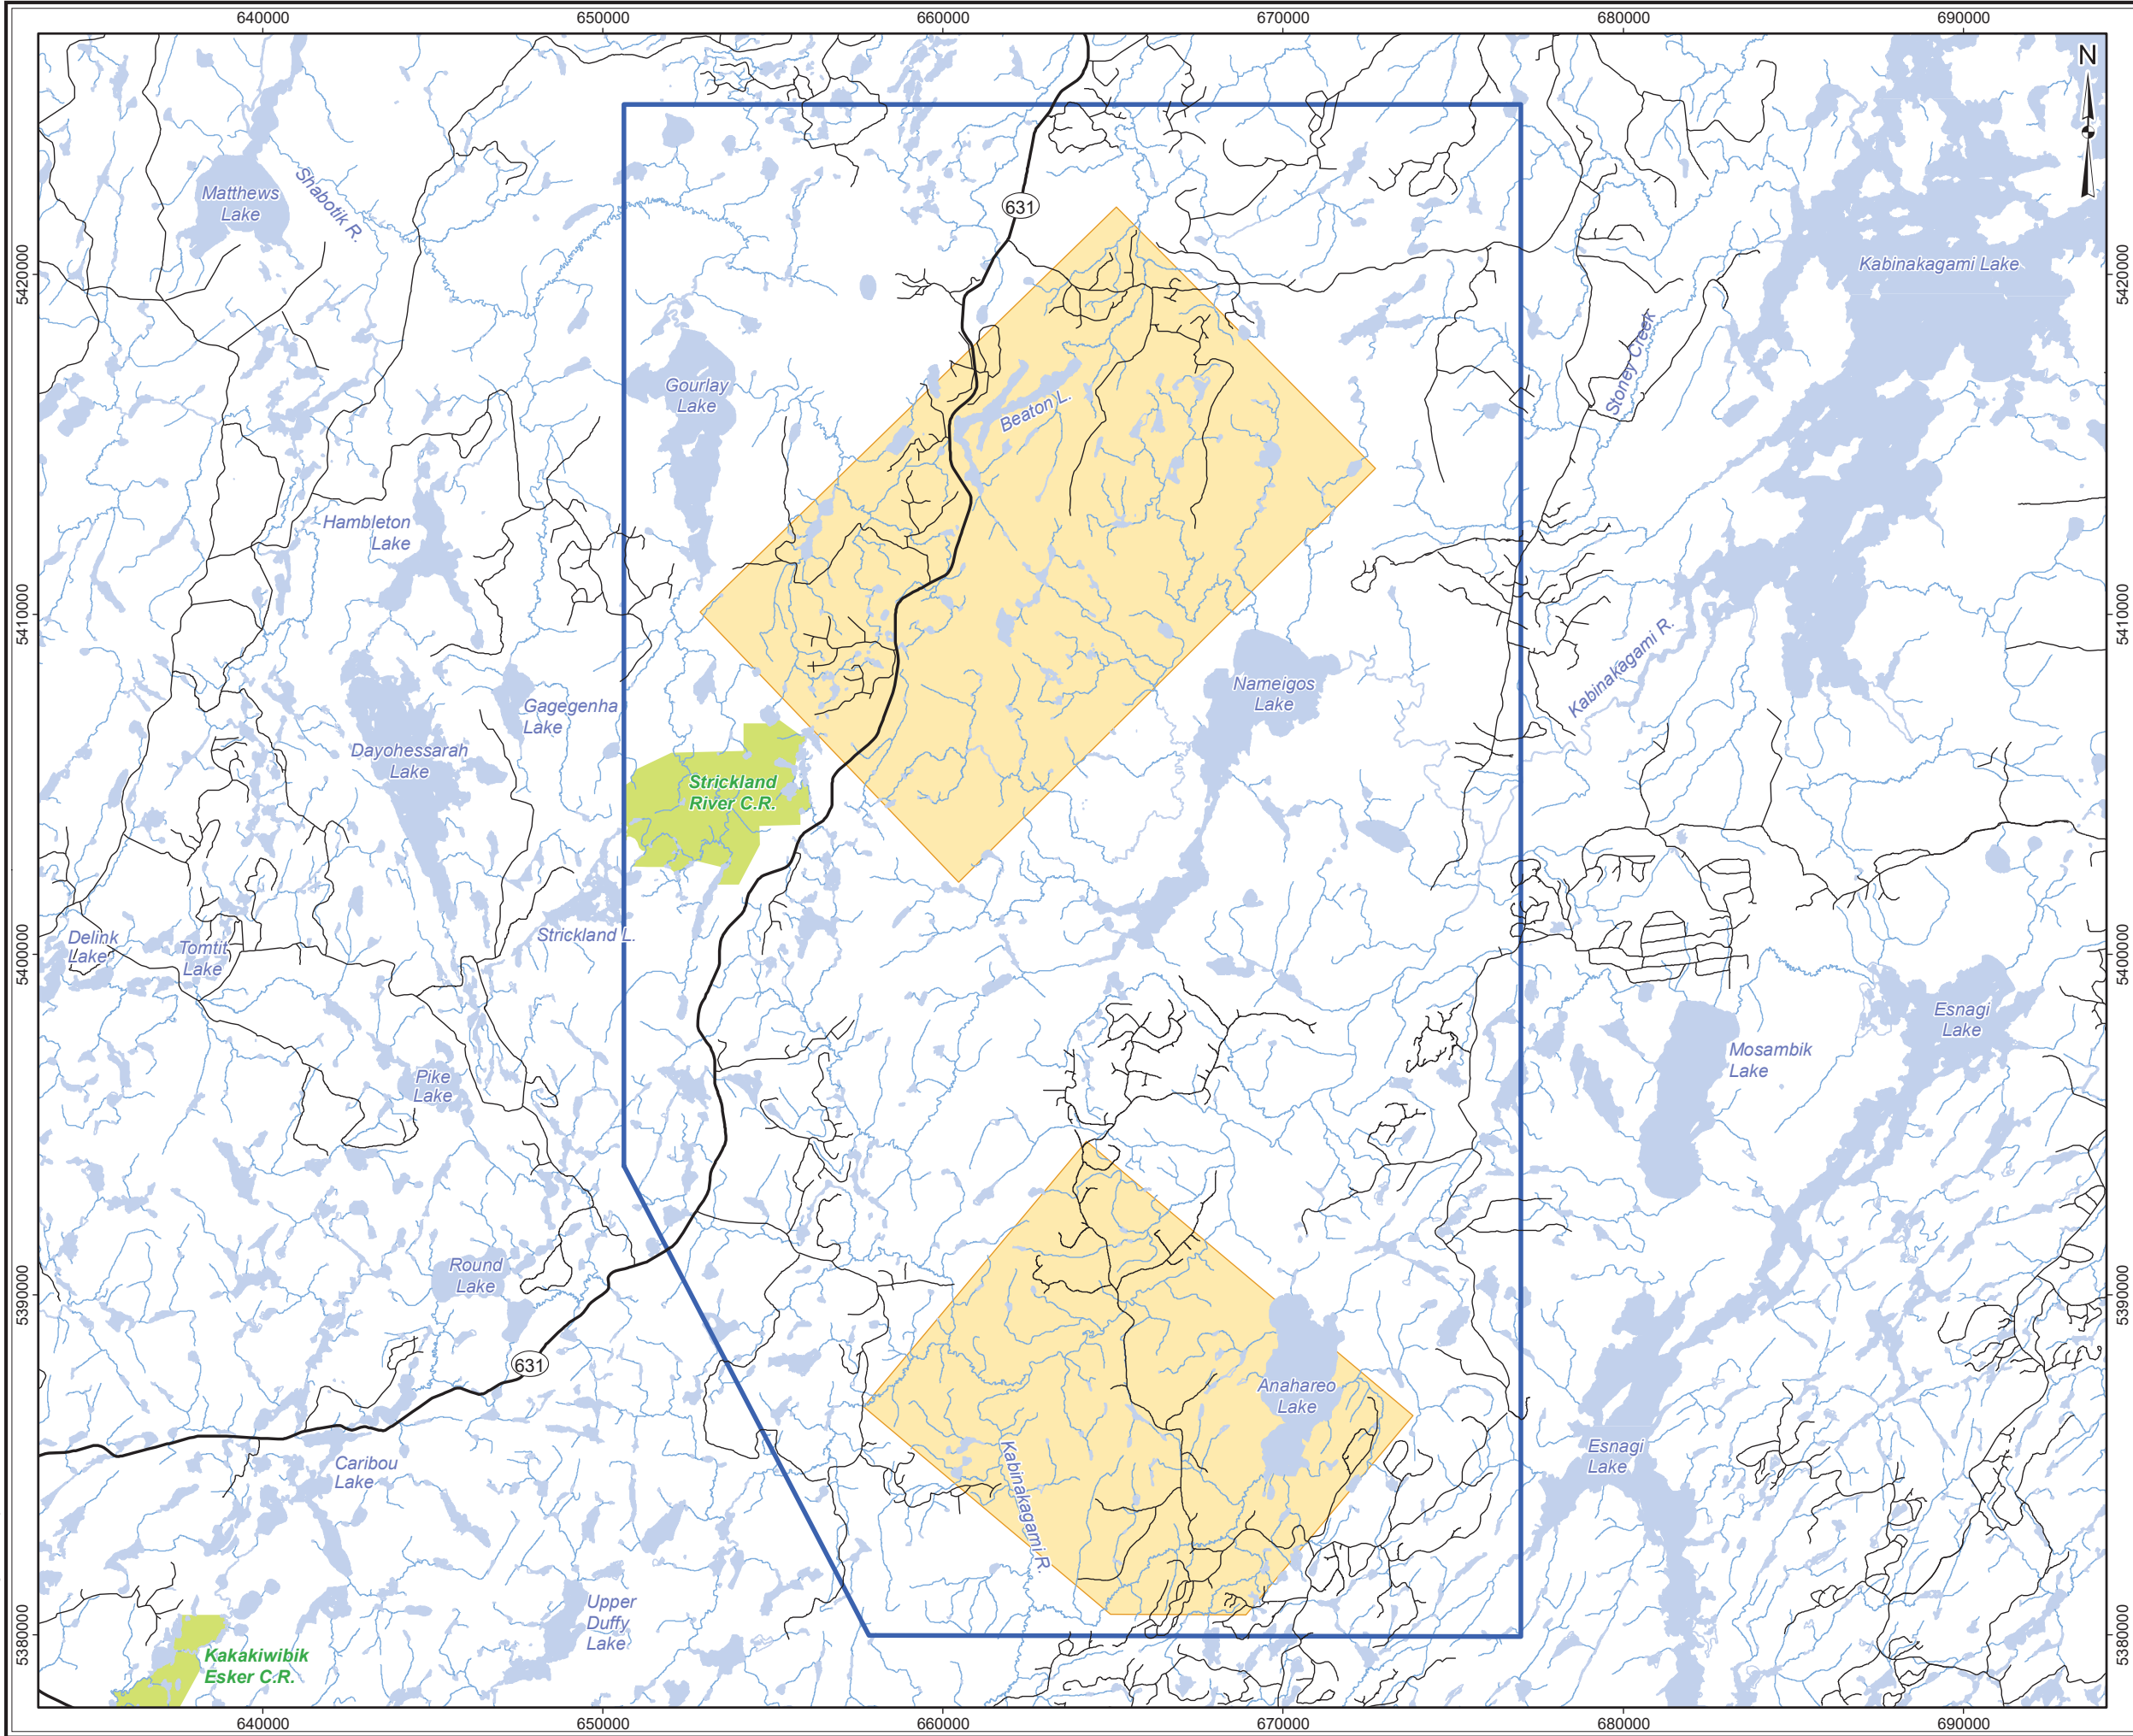 640000 650000 660000 670000 680000 690000
N
Matthews
Lake
Shabotik R.
631
5420000
5420000
Kabinakagami Lake
Stoney Creek
Gourlay
Lake
Beaton L.
Hambleton
Lake
5410000
5410000
Kabinakagami R.
Nameigos
Lake
Gagegenha
Lake
Dayohessarah
Lake
Strickland
River C.R.
Strickland L.
Delink
Lake
Tomtit
Lake
5400000
5400000
Esnagi
Lake
Mosambik
Lake
Pike
Lake
Round
Lake
5390000
5390000
631
Anahareo
Lake
Esnagi
Lake
Caribou
Lake
Kabinakagami R.
Upper
Duffy
Lake
5380000
5380000
Kakakiwibik
Esker C.R.
640000 650000 660000 670000 680000 690000